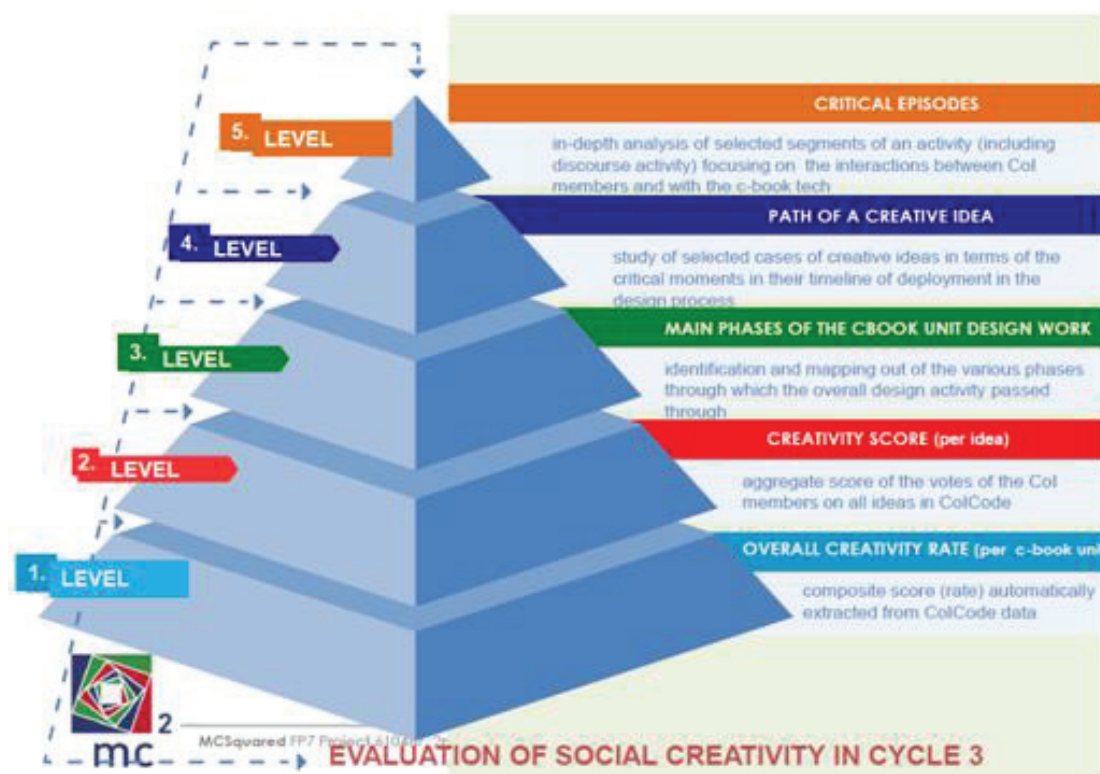 CRITICAL EPISODES
5. LEVEL
in-depth analysis of selected segments of an activity (including
discourse activity) focusing on the interactions between CoI
members and with the c-book tech
PATH OF A CREATIVE IDEA
4. LEVEL
study of selected cases of creative ideas in terms of the
critical moments in their timeline of deployment in the
design process
MAIN PHASES OF THE CBOOK UNIT DESIGN WORK
3. LEVEL
identification and mapping out of the various phases
through which the overall design activity passed
through
CREATIVITY SCORE (per idea)
2. LEVEL
aggregate score of the votes of the CoI
members on all ideas in CoICode
OVERALL CREATIVITY RATE (per c-book uni
1. LEVEL
composite score (rate) automatically
extracted from CoICode data
mc 2
MCSquared FP7 Project
EVALUATION OF SOCIAL CREATIVITY IN CYCLE 3